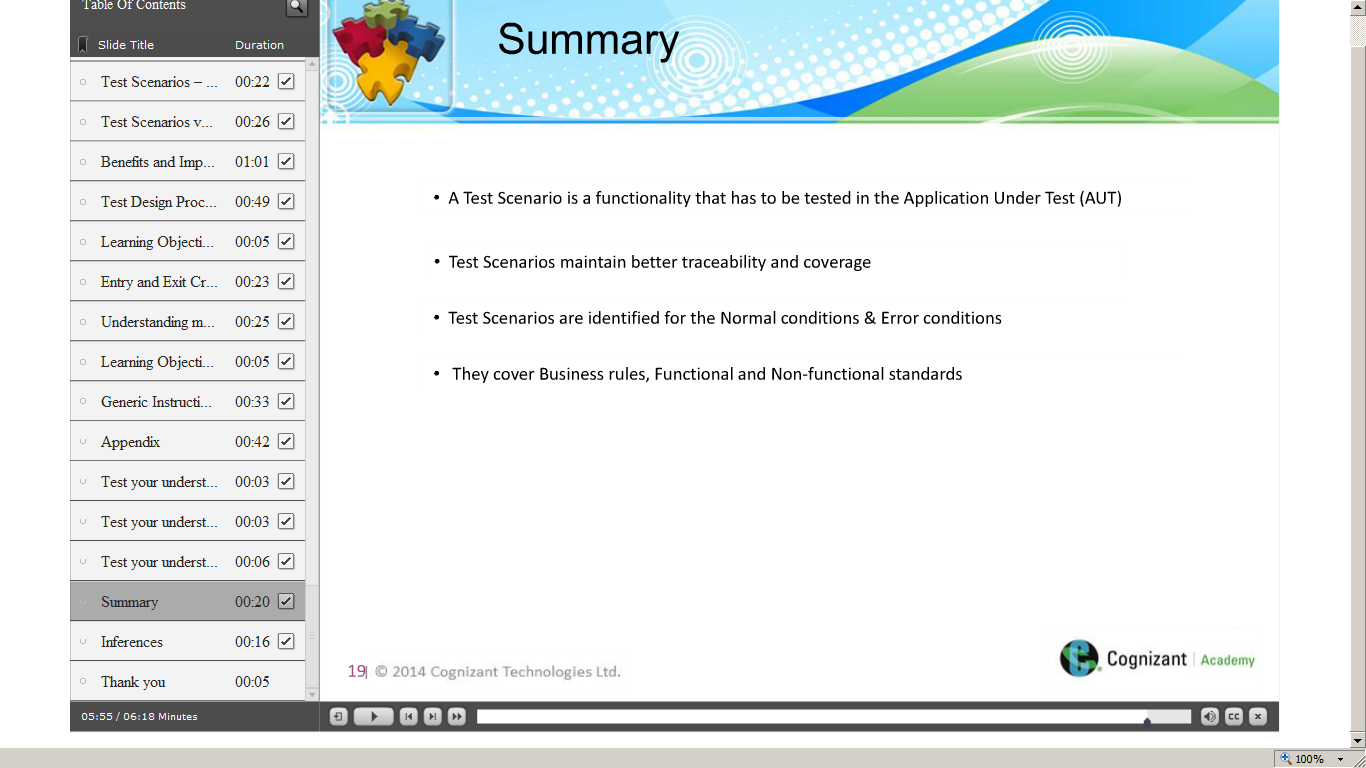 Table Of Contents
Slide Title Duration
Test Scenarios – ... 00:22
Test Scenarios v... 00:26
Benefits and Imp... 01:01
Test Design Proc... 00:49
Learning Objecti... 00:05
Entry and Exit Cr... 00:23
Understanding m... 00:25
Learning Objecti... 00:05
Generic Instructi... 00:33
Appendix 00:42
Test your underst... 00:03
Test your underst... 00:03
Test your underst... 00:06
Summary 00:20
Inferences 00:16
Thank you 00:05
05:55 / 06:18 Minutes
Summary
• A Test Scenario is a functionality that has to be tested in the Application Under Test (AUT)
• Test Scenarios maintain better traceability and coverage
• Test Scenarios are identified for the Normal conditions & Error conditions
• They cover Business rules, Functional and Non-functional standards
19| © 2014 Cognizant Technologies Ltd.
Cognizant | Academy
CC
100%